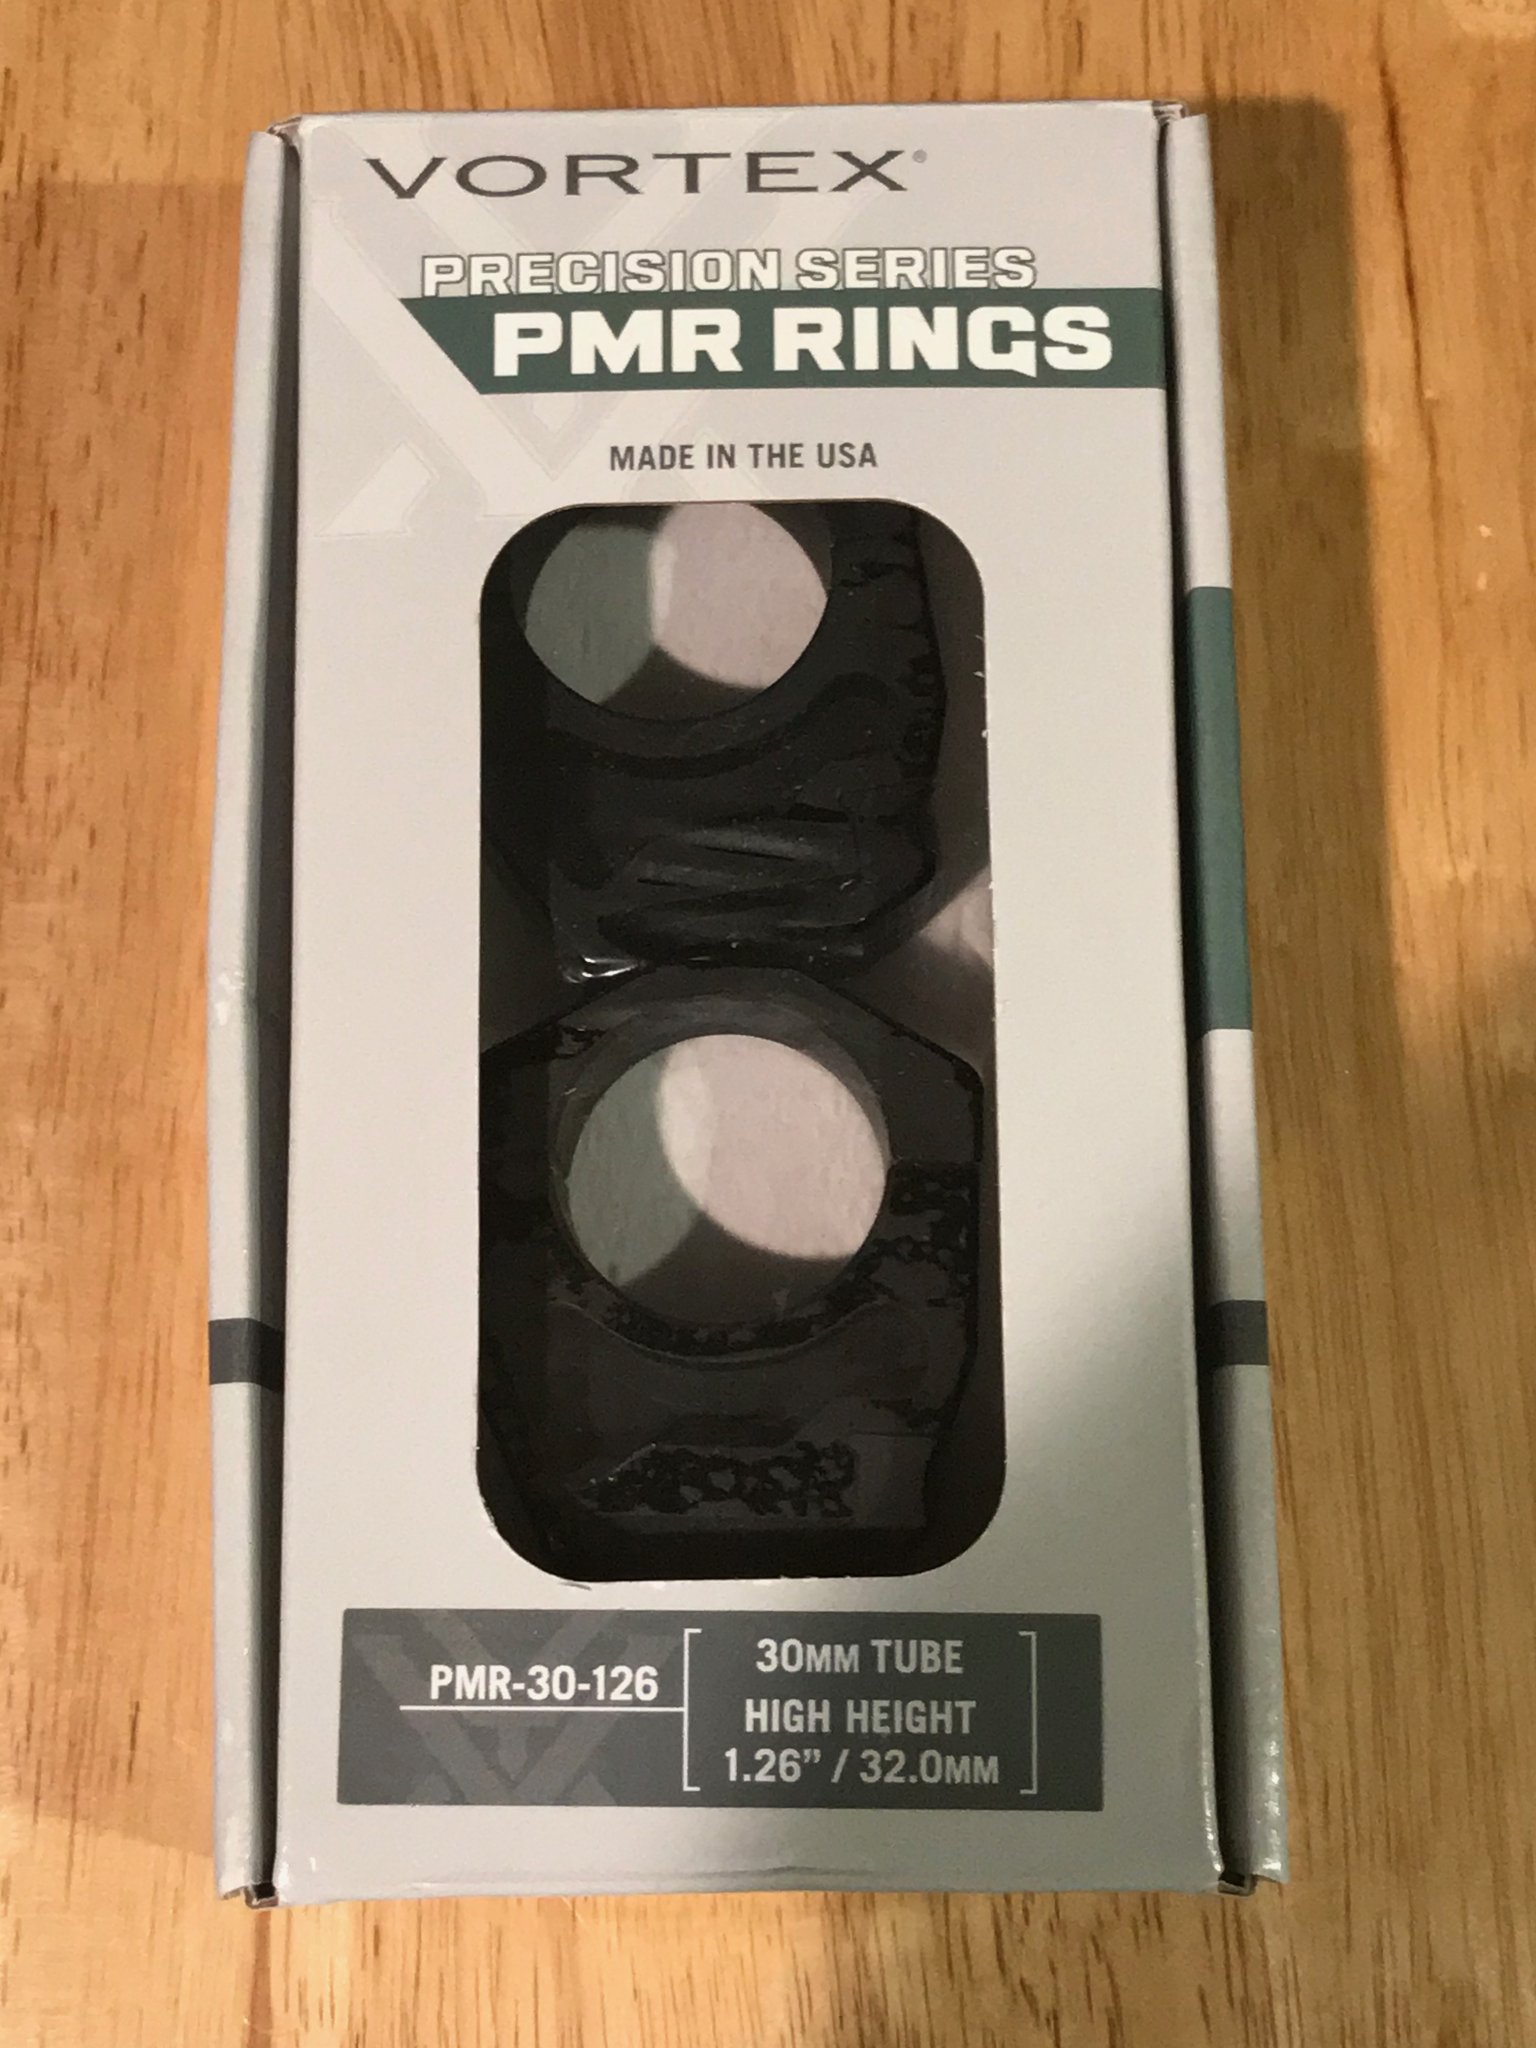 VORTEX®
PRECISION SERIES
PMR RINGS
MADE IN THE USA
PMR-30-126
30MM TUBE
HIGH HEIGHT
1.26” / 32.0MM